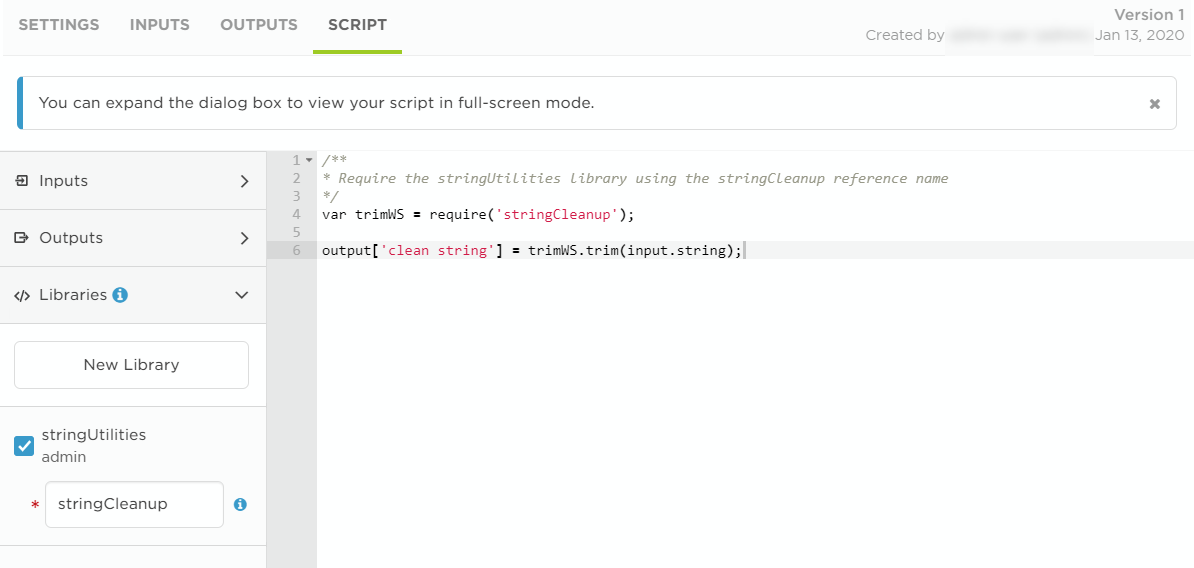 SETTINGS INPUTS OUTPUTS SCRIPT
Version 1
Created by Jan 13, 2020
You can expand the dialog box to view your script in full-screen mode.
Inputs
Outputs
Libraries
New Library
stringUtilities
admin
* stringCleanup
1 /**
2 * Require the stringUtilities library using the stringCleanup reference name
3 */
4 var trimWS = require('stringCleanup');
5
6 output['clean string'] = trimWS.trim(input.string);